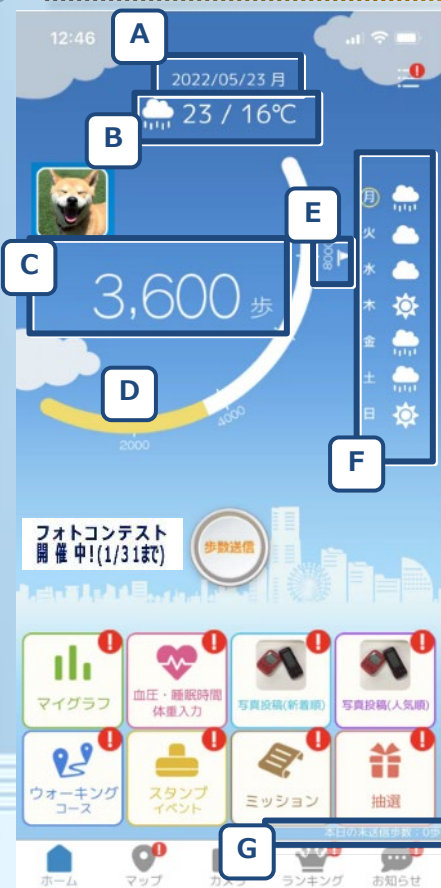 12:46
A
2022/05/23 月
B
23 / 16℃
E
月
8000
火
C
3,600 歩
水
木
金
D
土
4000
日
2000
F
フォトコンテスト
開催中!(1/31まで)
歩数送信
マイグラフ
血圧・睡眠時間
体重入力
写真投稿(新着順)
写真投稿(人気順)
ウォーキング
コース
スタンプ
イベント
ミッション
抽選
G
本日の未送信歩数:0歩
ホーム
マップ
カメラ
ランキング
お知らせ